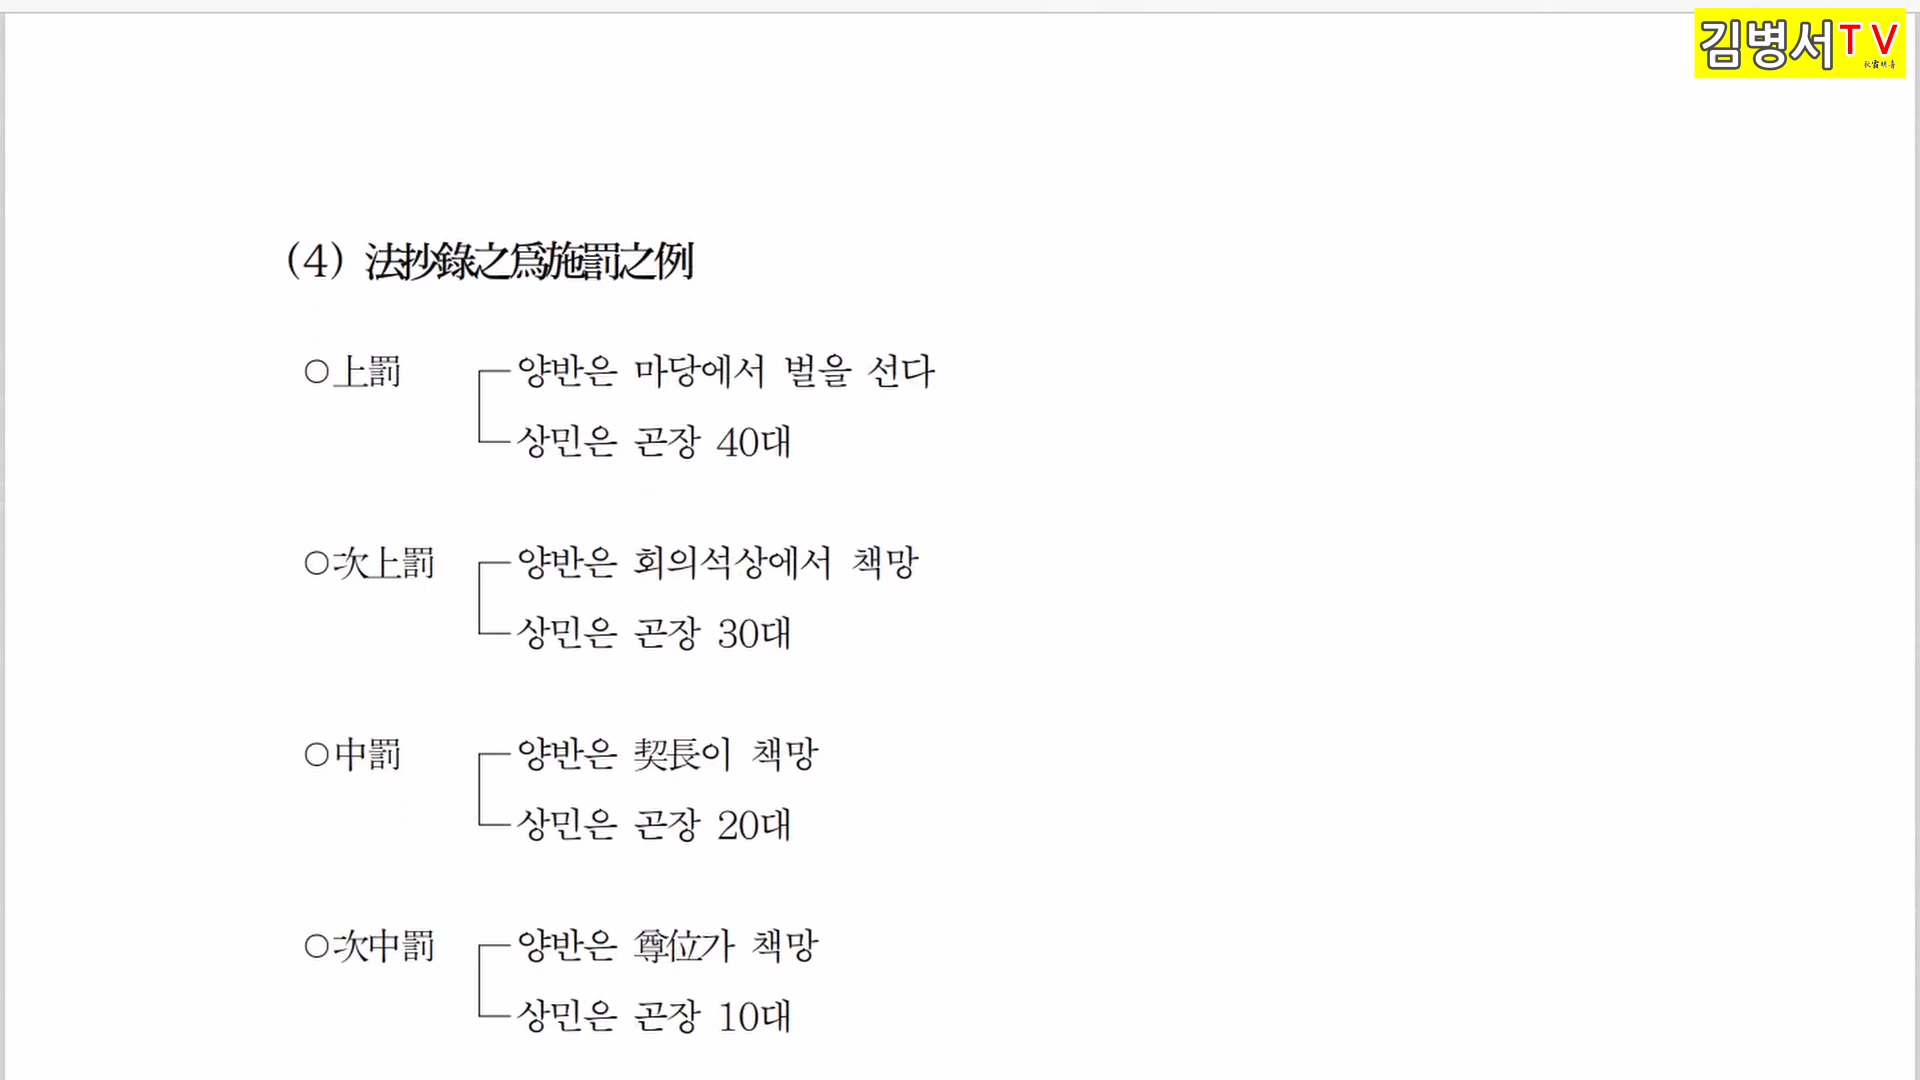 김병서TV
(4) 法抄錄之爲施罰之例
○上罰 양반은 마당에서 벌을 선다
상민은 곤장 40대
○次上罰 양반은 회의석상에서 책망
상민은 곤장 30대
○中罰 양반은 契長이 책망
상민은 곤장 20대
○次中罰 양반은 尊位가 책망
상민은 곤장 10대